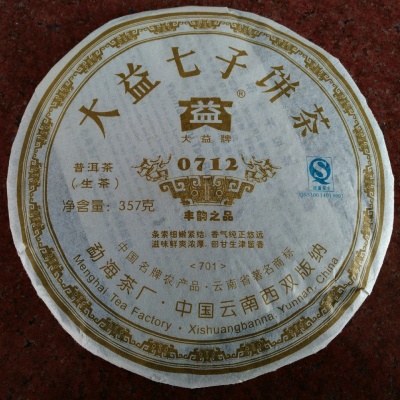 大益七子饼茶
益®
大益牌
普洱茶
(生茶)
0712
净含量: 357克
丰韵之品
条索细嫩紧结, 香气纯正悠远
滋味鲜爽浓厚, 回甘生津留香
<701>
中国名牌农产品·云南省著名商标
勐海茶厂·中国云南西双版纳
Menghai Tea Factory · Xishuangbanna Yunnan, China